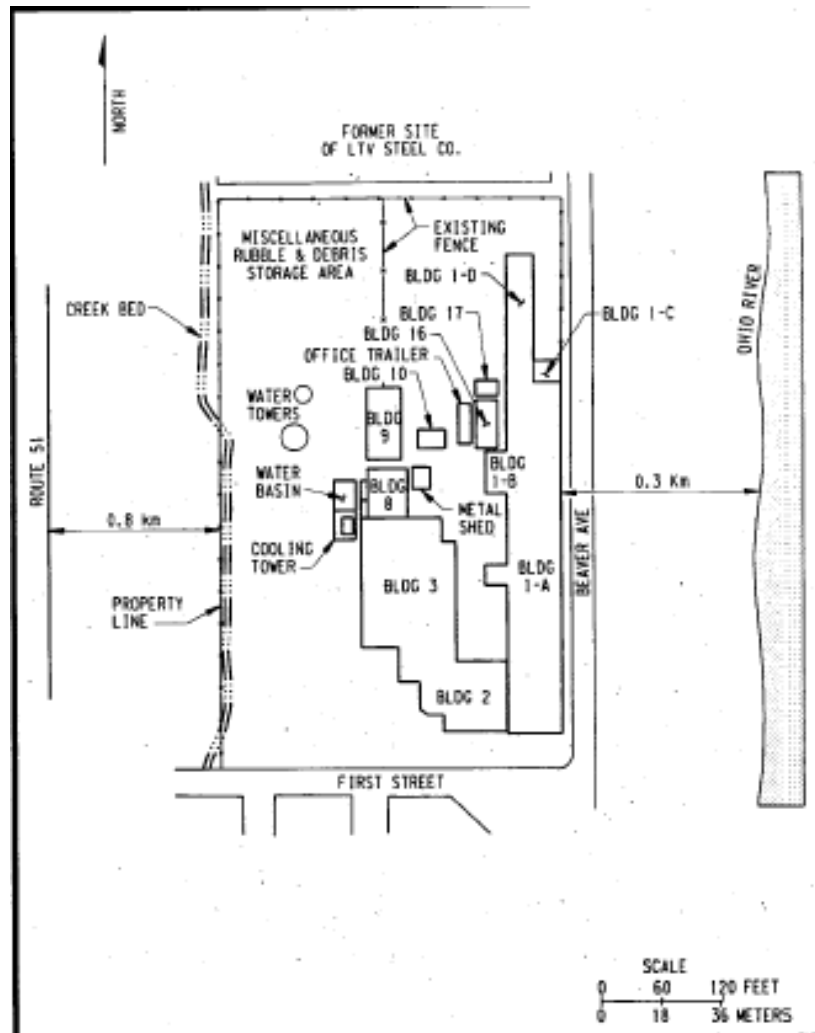 NORTH
FORMER SITE
OF LTV STEEL CO.
MISCELLANEOUS
RUBBLE & DEBRIS
STORAGE AREA
EXISTING
FENCE
BLDG 1-D
CREEK BED
BLDG 17
BLDG 16
OFFICE TRAILER
BLDG 10
BLDG 1-C
OHIO RIVER
WATER
TOWERS
BLDG
9
BLDG
1-B
ROUTE 51
WATER
BASIN
BLDG
8
METAL
SHED
0.3 Km
0.8 km
COOLING
TOWER
BLDG 3
BLDG
1-A
BEAVER AVE
PROPERTY
LINE
BLDG 2
FIRST STREET
SCALE
0 60 120 FEET
0 18 36 METERS